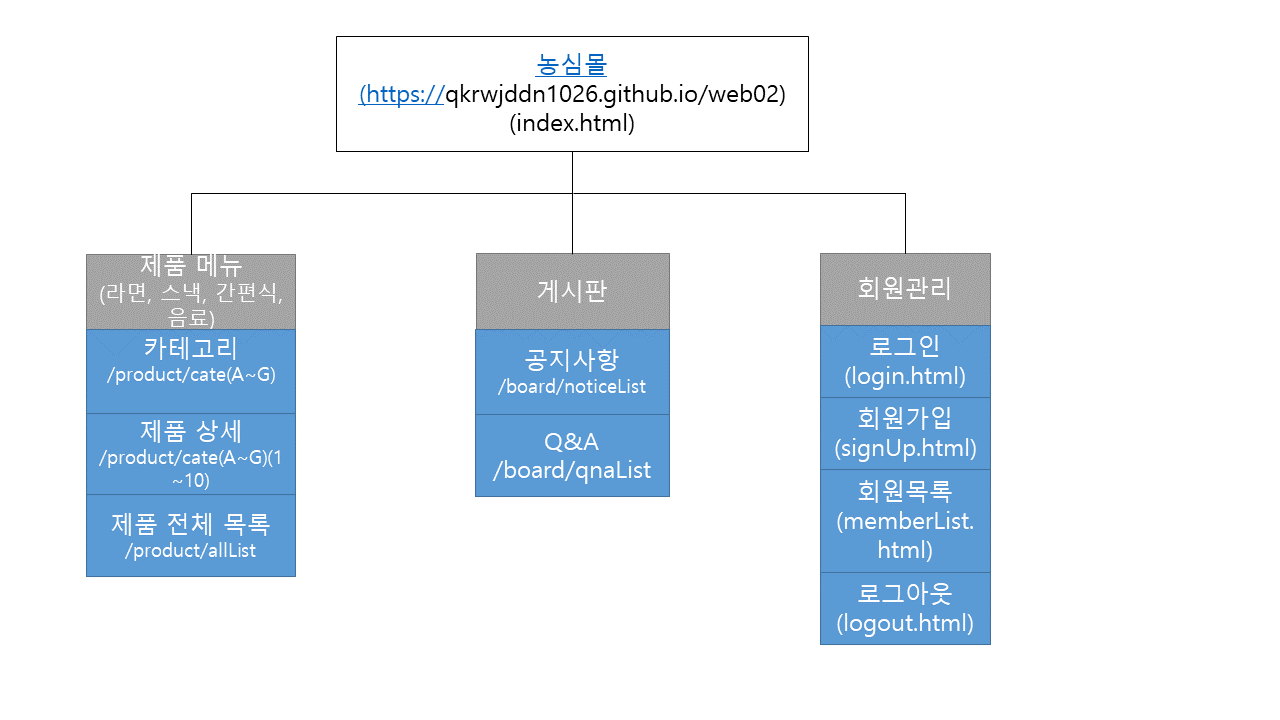 농심몰
(https://qkrwjddn1026.github.io/web02)
(index.html)
제품 메뉴
(라면, 스낵, 간편식,
음료)
카테고리
/product/cate(A~G)
제품 상세
/product/cate(A~G)(1
~10)
제품 전체 목록
/product/allList
게시판
공지사항
/board/noticeList
Q&A
/board/qnaList
회원관리
로그인
(login.html)
회원가입
(signUp.html)
회원목록
(memberList.
html)
로그아웃
(logout.html)